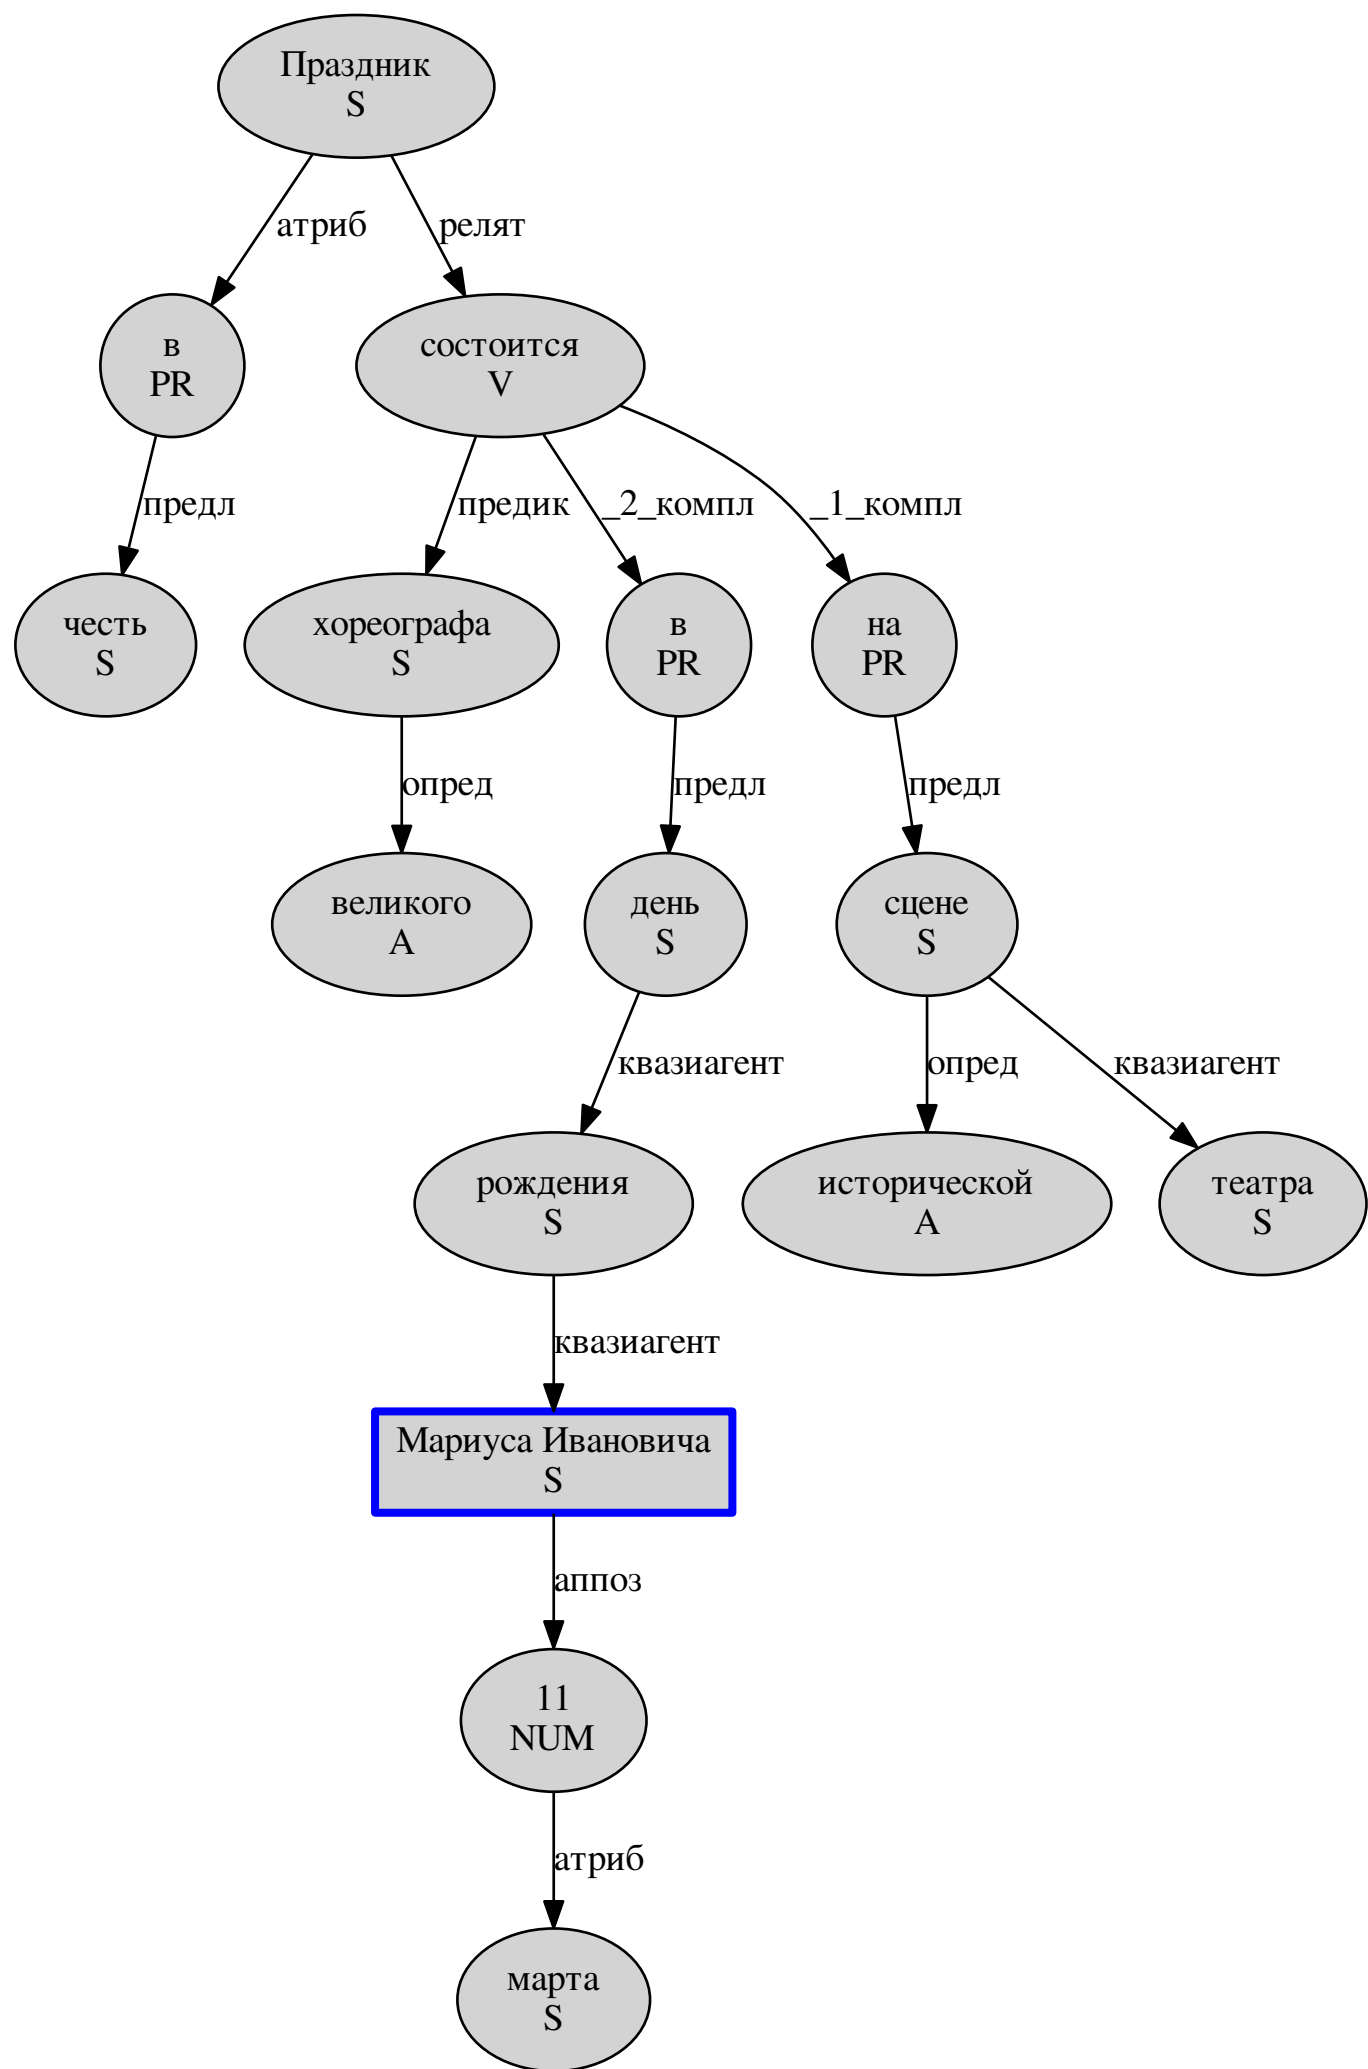 Праздник
S
атриб
релят
в
PR
состоится
V
предл
предик
_2_компл
_1_компл
честь
S
хореографа
S
в
PR
на
PR
опред
предл
предл
великого
A
день
S
сцене
S
квазиагент
опред
квазиагент
рождения
S
исторической
A
театра
S
квазиагент
Мариуса Ивановича
S
аппоз
11
NUM
атриб
марта
S